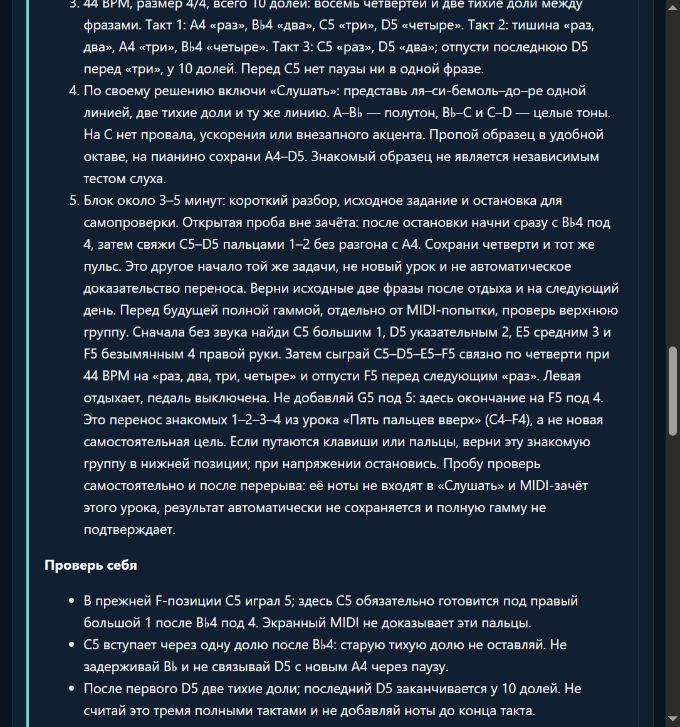 3. 44 BPM, размер 4/4, всего 10 долей: восемь четвертей и две тихие доли между
фразами. Такт 1: A4 «раз», B♭4 «два», C5 «три», D5 «четыре». Такт 2: тишина «раз,
два», A4 «три», B♭4 «четыре». Такт 3: C5 «раз», D5 «два»; отпусти последнюю D5
перед «три», у 10 долей. Перед C5 нет паузы ни в одной фразе.
4. По своему решению включи «Слушать»: представь ля–си-бемоль–до–ре одной
линией, две тихие доли и ту же линию. A–B♭ — полутон, B♭–C и C–D — целые тоны.
На C нет провала, ускорения или внезапного акцента. Пропой образец в удобной
октаве, на пианино сохрани A4–D5. Знакомый образец не является независимым
тестом слуха.
5. Блок около 3–5 минут: короткий разбор, исходное задание и остановка для
самопроверки. Открытая проба вне зачёта: после остановки начни сразу с B♭4 под
4, затем свяжи C5–D5 пальцами 1–2 без разгона с A4. Сохрани четверти и тот же
пульс. Это другое начало той же задачи, не новый урок и не автоматическое
доказательство переноса. Верни исходные две фразы после отдыха и на следующий
день. Перед будущей полной гаммой, отдельно от MIDI-попытки, проверь верхнюю
группу. Сначала без звука найди C5 большим 1, D5 указательным 2, E5 средним 3 и
F5 безымянным 4 правой руки. Затем сыграй C5–D5–E5–F5 связно по четверти при
44 BPM на «раз, два, три, четыре» и отпусти F5 перед следующим «раз». Левая
отдыхает, педаль выключена. Не добавляй G5 под 5: здесь окончание на F5 под 4.
Это перенос знакомых 1–2–3–4 из урока «Пять пальцев вверх» (C4–F4), а не новая
самостоятельная цель. Если путаются клавиши или пальцы, верни эту знакомую
группу в нижней позиции; при напряжении остановись. Пробу проверь
самостоятельно и после перерыва: её ноты не входят в «Слушать» и MIDI-зачёт
этого урока, результат автоматически не сохраняется и полную гамму не
подтверждает.
Проверь себя
• В прежней F-позиции C5 играл 5; здесь C5 обязательно готовится под правый
большой 1 после B♭4 под 4. Экранный MIDI не доказывает эти пальцы.
• C5 вступает через одну долю после B♭4: старую тихую долю не оставляй. Не
задерживай B♭ и не связывай D5 с новым A4 через паузу.
• После первого D5 две тихие доли; последний D5 заканчивается у 10 долей. Не
считай это тремя полными тактами и не добавляй ноты до конца такта.